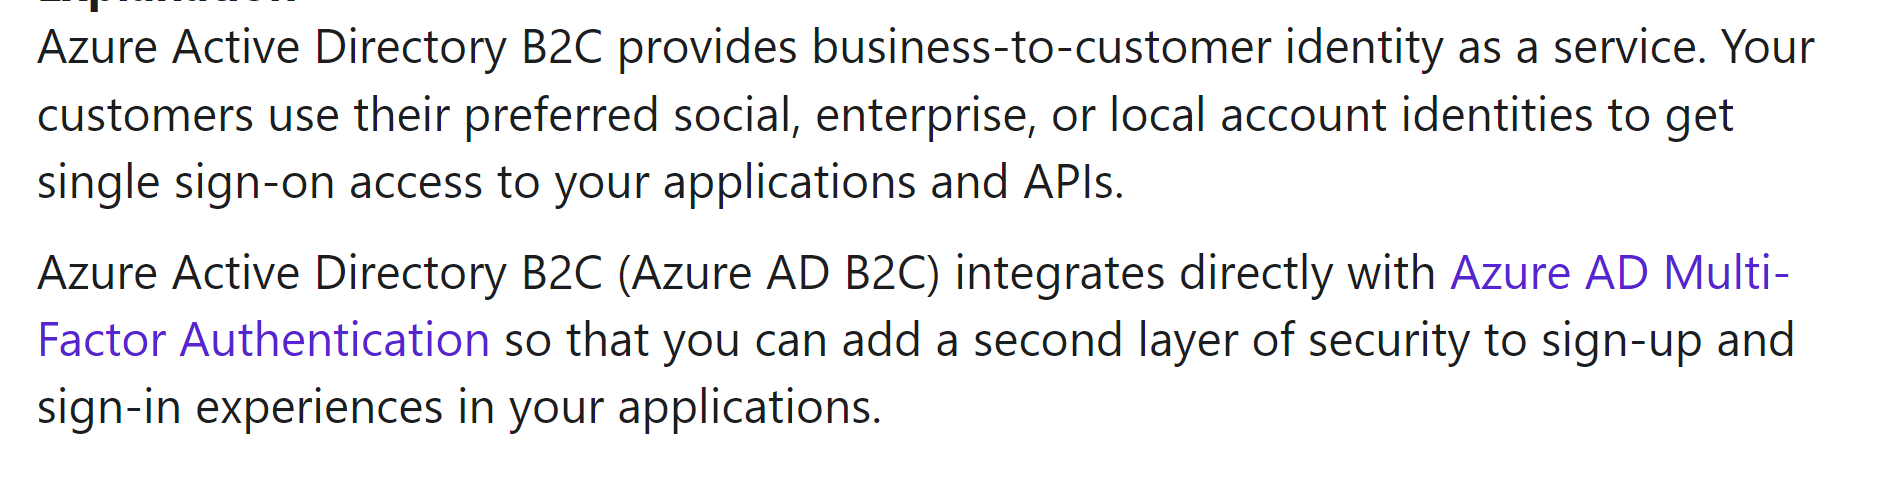 Explanation
Azure Active Directory B2C provides business-to-customer identity as a service. Your
customers use their preferred social, enterprise, or local account identities to get
single sign-on access to your applications and APIs.
Azure Active Directory B2C (Azure AD B2C) integrates directly with Azure AD Multi-
Factor Authentication so that you can add a second layer of security to sign-up and
sign-in experiences in your applications.